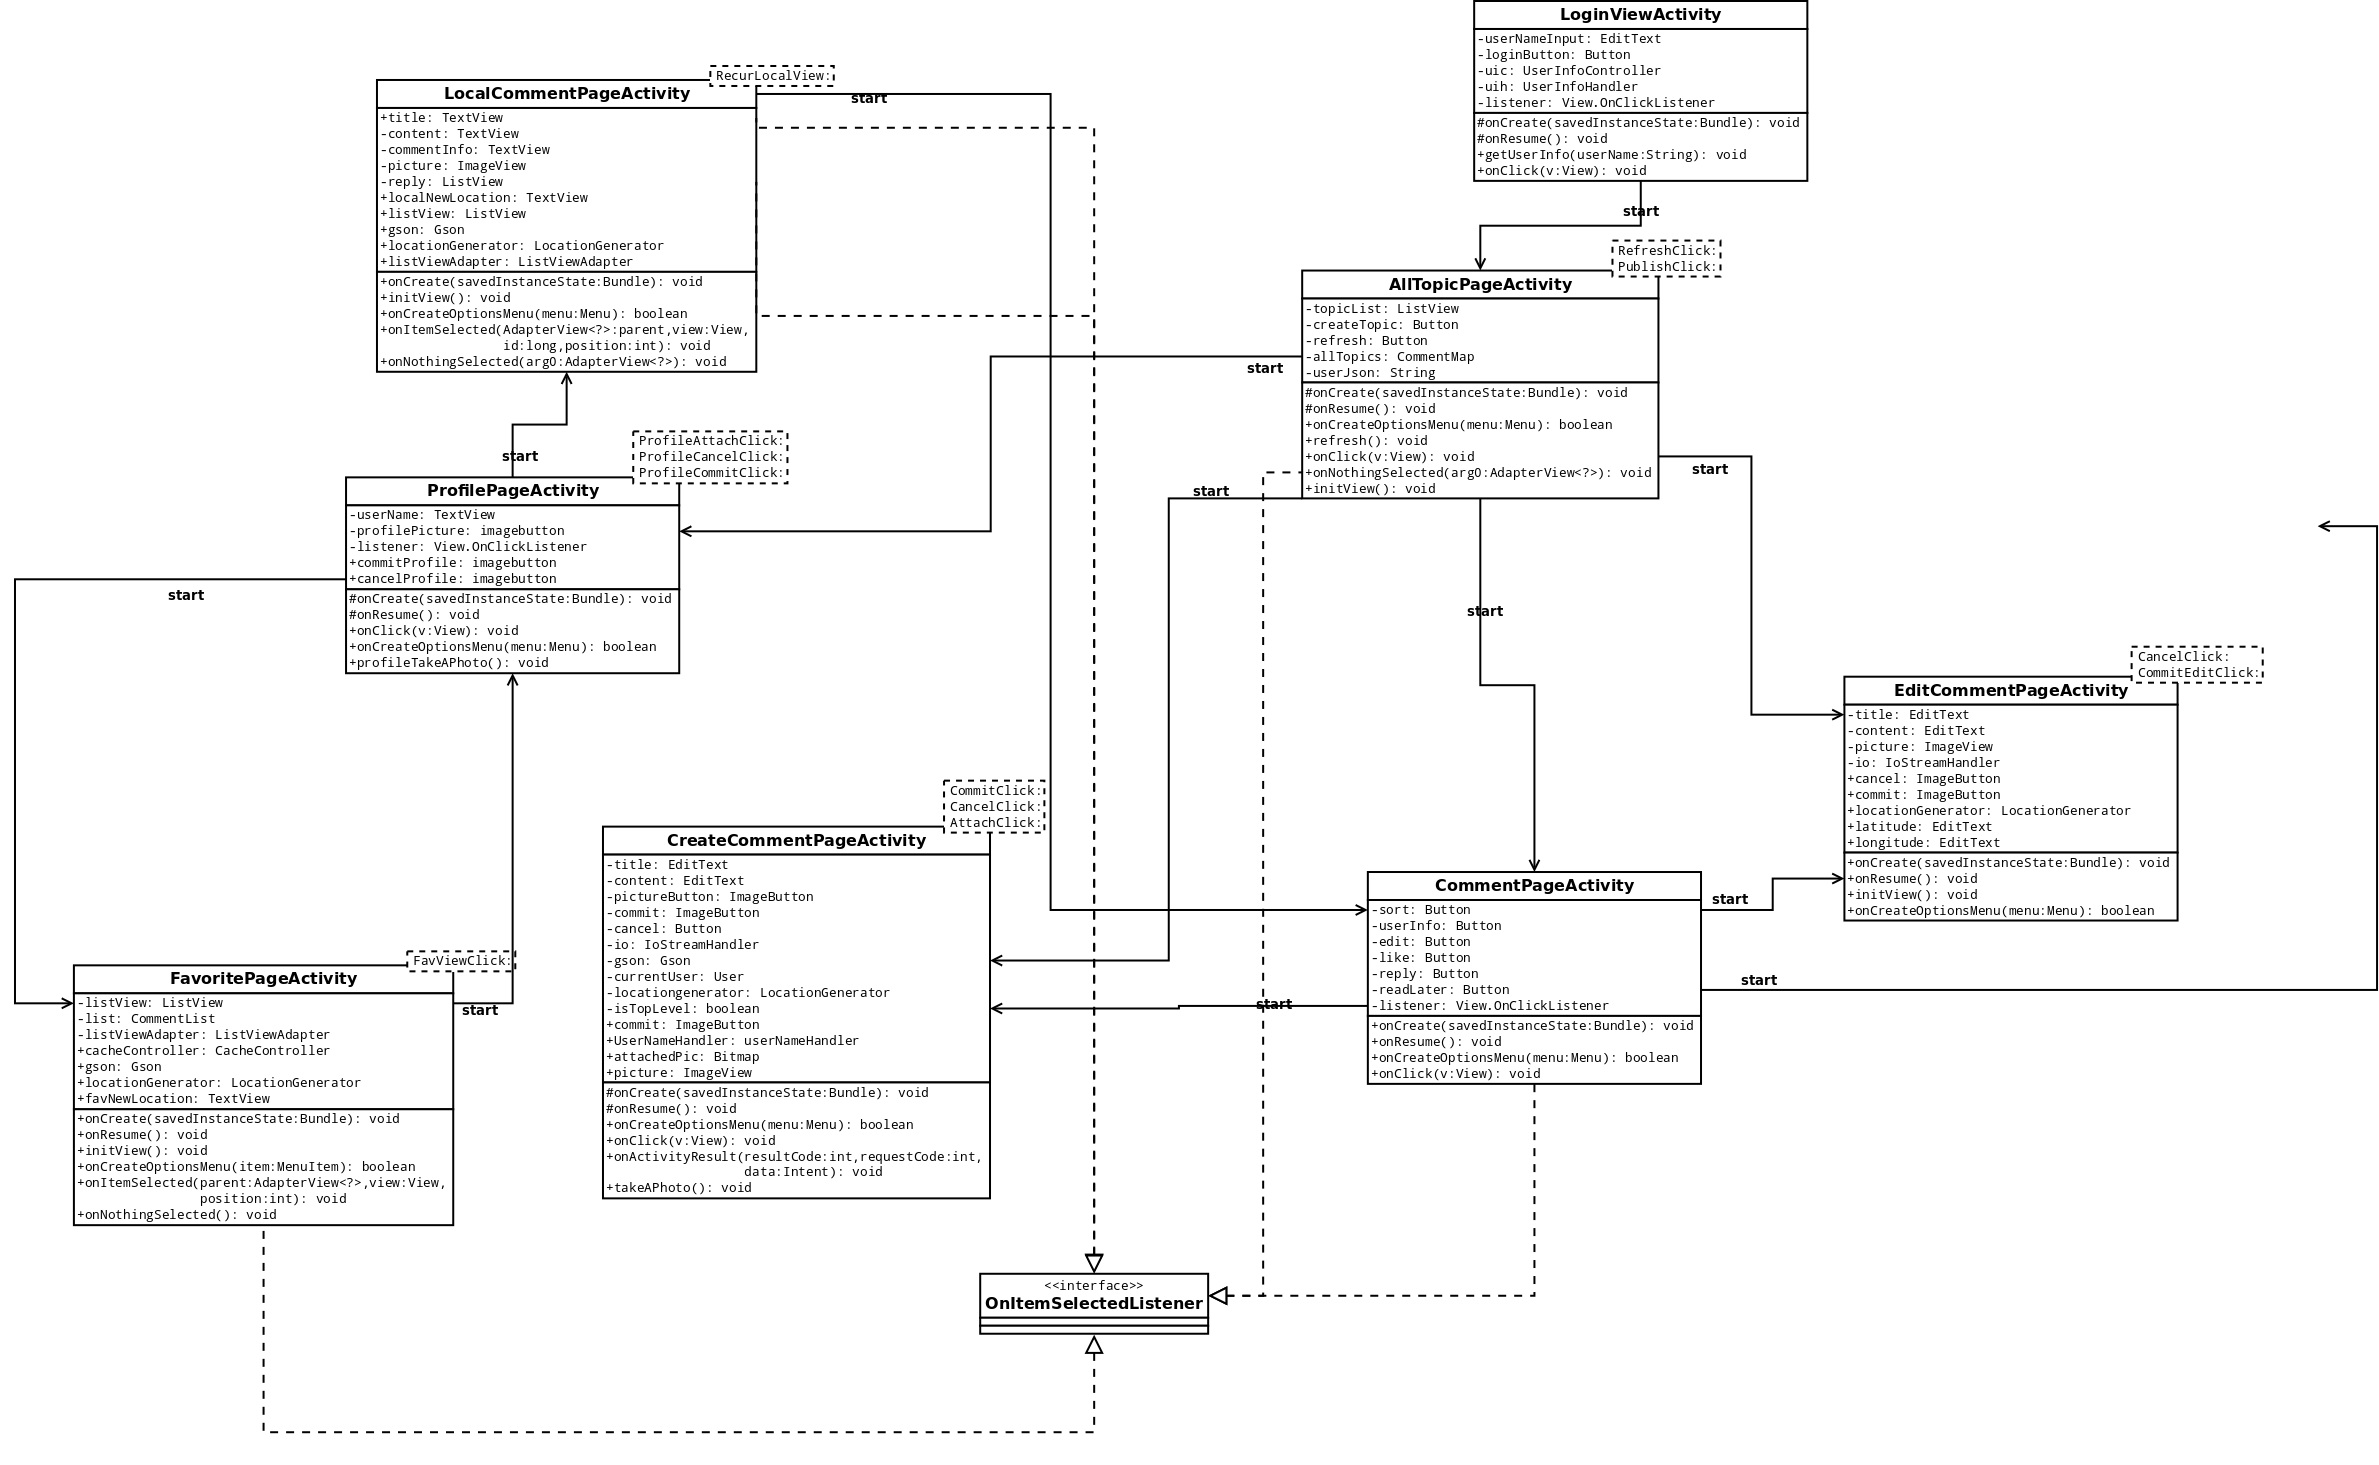 LoginViewActivity
-userNameInput: EditText
-loginButton: Button
-uic: UserInfoController
-uih: UserInfoHandler
-listener: View.OnClickListener
#onCreate(savedInstanceState:Bundle): void
#onResume(): void
+getUserInfo(userName:String): void
+onClick(v:View): void
start
RecurLocalView:
LocalCommentPageActivity
+title: TextView
-content: TextView
-commentInfo: TextView
-picture: ImageView
-reply: ListView
+localNewLocation: TextView
+listView: ListView
+gson: Gson
+locationGenerator: LocationGenerator
+listViewAdapter: ListViewAdapter
+onCreate(savedInstanceState:Bundle): void
+initView(): void
+onCreateOptionsMenu(menu:Menu): boolean
+onItemSelected(AdapterView<?>:parent,view:View,
id:long,position:int): void
+onNothingSelected(arg0:AdapterView<?>): void
start
RefreshClick:
PublishClick:
AllTopicPageActivity
-topicList: ListView
-createTopic: Button
-refresh: Button
-allTopics: CommentMap
-userJson: String
#onCreate(savedInstanceState:Bundle): void
#onResume(): void
+onCreateOptionsMenu(menu:Menu): boolean
+refresh(): void
+onClick(v:View): void
+onNothingSelected(arg0:AdapterView<?>): void
+initView(): void
start
start
start
start
start
ProfileAttachClick:
ProfileCancelClick:
ProfileCommitClick:
ProfilePageActivity
-userName: TextView
-profilePicture: imagebutton
-listener: View.OnClickListener
+commitProfile: imagebutton
+cancelProfile: imagebutton
#onCreate(savedInstanceState:Bundle): void
#onResume(): void
+onClick(v:View): void
+onCreateOptionsMenu(menu:Menu): boolean
+profileTakeAPhoto(): void
start
CancelClick:
CommitEditClick:
EditCommentPageActivity
-title: EditText
-content: EditText
-picture: ImageView
-io: IoStreamHandler
+cancel: ImageButton
+commit: ImageButton
+locationGenerator: LocationGenerator
+latitude: EditText
+longitude: EditText
+onCreate(savedInstanceState:Bundle): void
+onResume(): void
+initView(): void
+onCreateOptionsMenu(menu:Menu): boolean
CommitClick:
CancelClick:
AttachClick:
CreateCommentPageActivity
-title: EditText
-content: EditText
-pictureButton: ImageButton
-commit: ImageButton
-cancel: Button
-io: IoStreamHandler
-gson: Gson
-currentUser: User
-locationgenerator: LocationGenerator
-isTopLevel: boolean
+commit: ImageButton
+UserNameHandler: userNameHandler
+attachedPic: Bitmap
+picture: ImageView
#onCreate(savedInstanceState:Bundle): void
#onResume(): void
+onCreateOptionsMenu(menu:Menu): boolean
+onClick(v:View): void
+onActivityResult(resultCode:int,requestCode:int,
data:Intent): void
+takeAPhoto(): void
CommentPageActivity
-sort: Button
-userInfo: Button
-edit: Button
-like: Button
-reply: Button
-readLater: Button
-listener: View.OnClickListener
+onCreate(savedInstanceState:Bundle): void
+onResume(): void
+onCreateOptionsMenu(menu:Menu): boolean
+onClick(v:View): void
start
start
start
FavViewClick:
FavoritePageActivity
-listView: ListView
-list: CommentList
-listViewAdapter: ListViewAdapter
+cacheController: CacheController
+gson: Gson
+locationGenerator: LocationGenerator
+favNewLocation: TextView
+onCreate(savedInstanceState:Bundle): void
+onResume(): void
+initView(): void
+onCreateOptionsMenu(item:MenuItem): boolean
+onItemSelected(parent:AdapterView<?>,view:View,
position:int): void
+onNothingSelected(): void
start
<<interface>>
OnItemSelectedListener